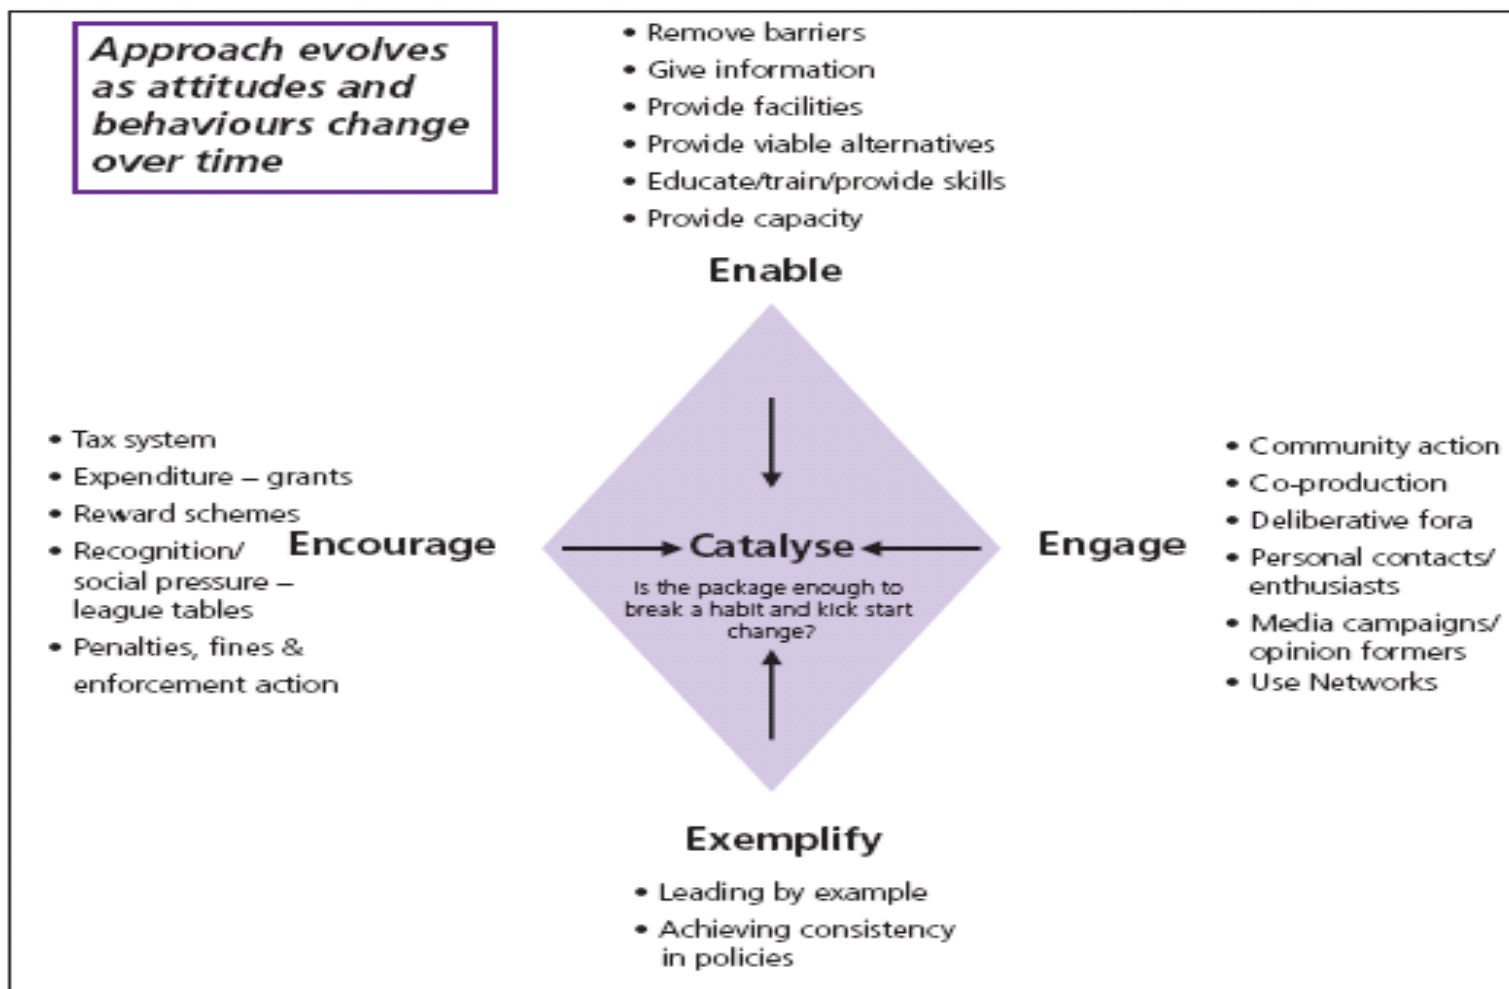 Approach evolves
as attitudes and
behaviours change
over time
• Remove barriers
• Give information
• Provide facilities
• Provide viable alternatives
• Educate/train/provide skills
• Provide capacity
Enable
• Tax system
• Expenditure – grants
• Reward schemes
• Recognition/
social pressure –
league tables
• Penalties, fines &
enforcement action
Encourage
Catalyse
Is the package enough to
break a habit and kick start
change?
Engage
• Community action
• Co-production
• Deliberative fora
• Personal contacts/
enthusiasts
• Media campaigns/
opinion formers
• Use Networks
Exemplify
• Leading by example
• Achieving consistency
in policies